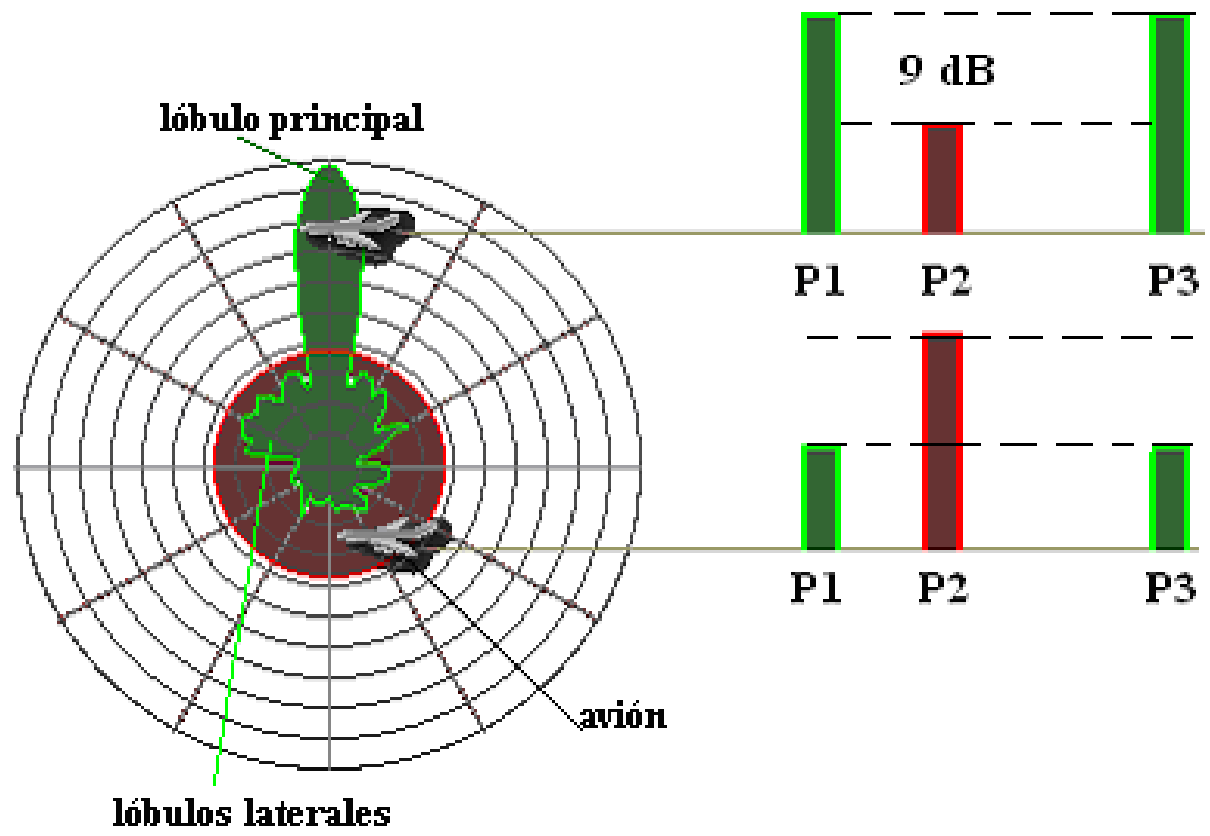 lóbulo principal
9 dB
P1 P2 P3
P1 P2 P3
avión
lóbulos laterales